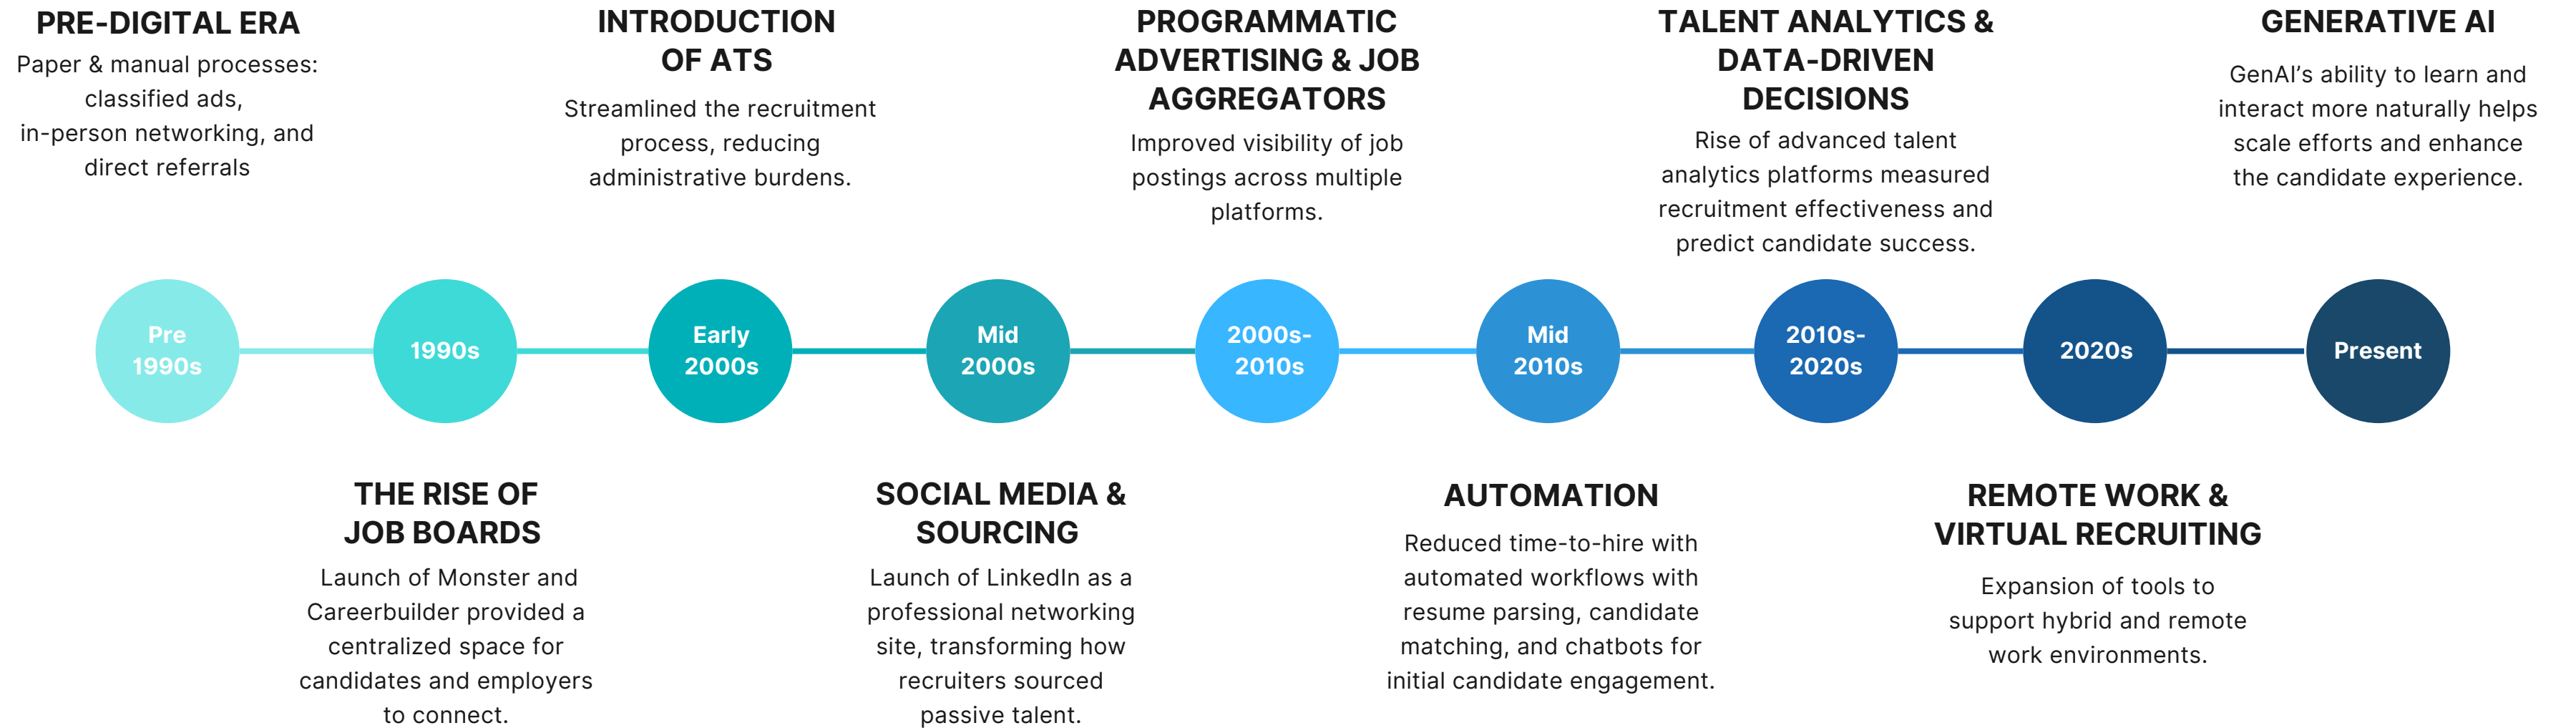 PRE-DIGITAL ERA
Paper & manual processes:
classified ads,
in-person networking, and
direct referrals
INTRODUCTION
OF ATS
Streamlined the recruitment
process, reducing
administrative burdens.
PROGRAMMATIC
ADVERTISING & JOB
AGGREGATORS
Improved visibility of job
postings across multiple
platforms.
TALENT ANALYTICS &
DATA-DRIVEN
DECISIONS
Rise of advanced talent
analytics platforms measured
recruitment effectiveness and
predict candidate success.
GENERATIVE AI
GenAI’s ability to learn and
interact more naturally helps
scale efforts and enhance
the candidate experience.
Pre
1990s
1990s
Early
2000s
Mid
2000s
2000s-
2010s
Mid
2010s
2010s-
2020s
2020s
Present
THE RISE OF
JOB BOARDS
Launch of Monster and
Careerbuilder provided a
centralized space for
candidates and employers
to connect.
SOCIAL MEDIA &
SOURCING
Launch of LinkedIn as a
professional networking
site, transforming how
recruiters sourced
passive talent.
AUTOMATION
Reduced time-to-hire with
automated workflows with
resume parsing, candidate
matching, and chatbots for
initial candidate engagement.
REMOTE WORK &
VIRTUAL RECRUITING
Expansion of tools to
support hybrid and remote
work environments.